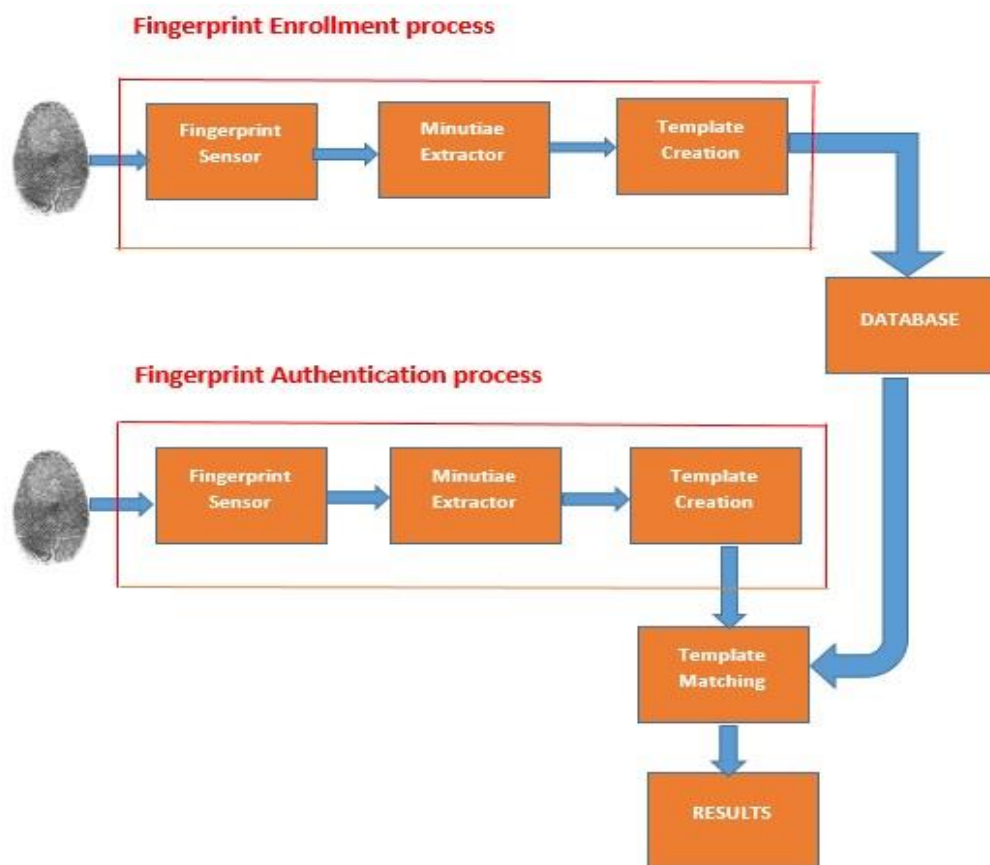 Fingerprint Enrollment process
Fingerprint
Sensor
Minutiae
Extractor
Template
Creation
DATABASE
Fingerprint Authentication process
Fingerprint
Sensor
Minutiae
Extractor
Template
Creation
Template
Matching
RESULTS